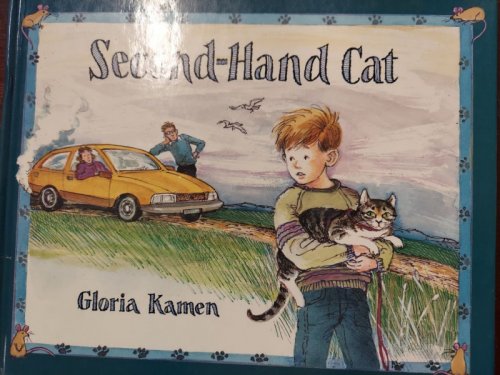 Second-Hand Cat
Gloria Kamen